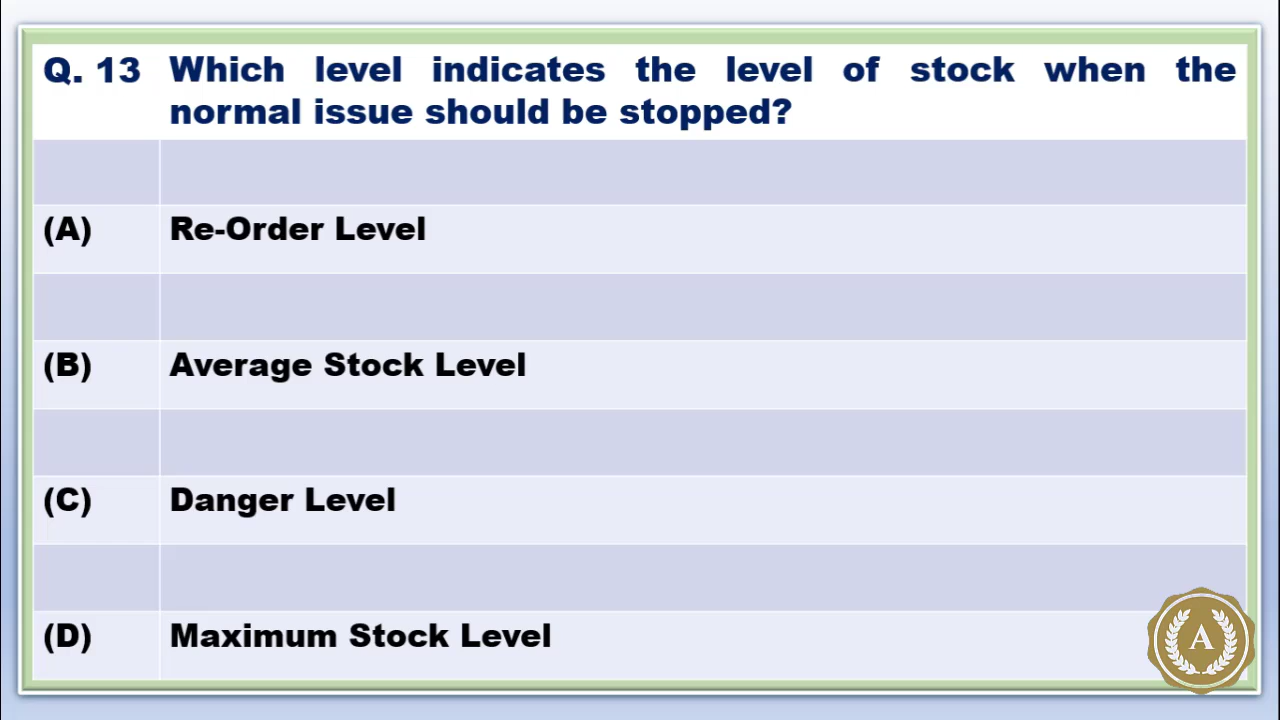 Q. 13 Which level indicates the level of stock when the
normal issue should be stopped?
(A) Re-Order Level
(B) Average Stock Level
(C) Danger Level
(D) Maximum Stock Level
A